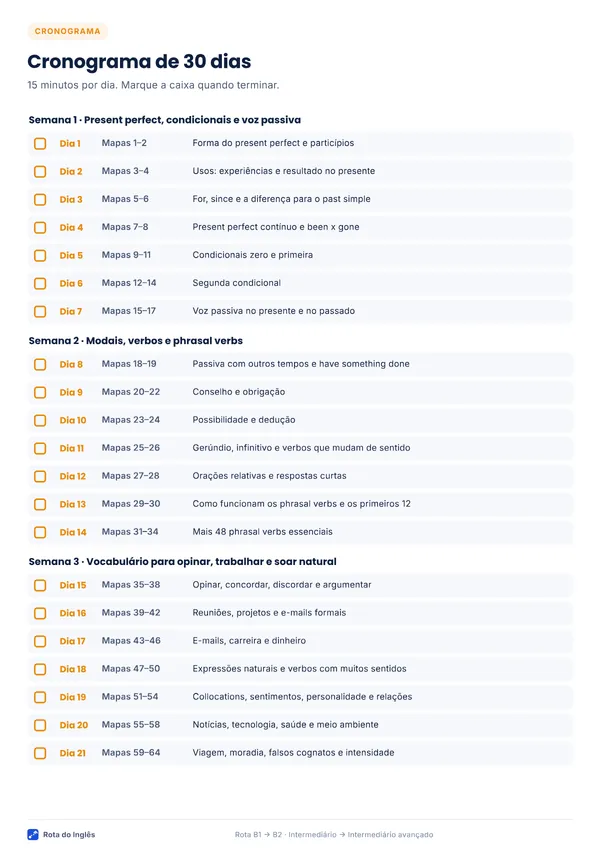 CRONOGRAMA
Cronograma de 30 dias
15 minutos por dia. Marque a caixa quando terminar.
Semana 1 · Present perfect, condicionais e voz passiva
Dia 1 Mapas 1–2 Forma do present perfect e particípios
Dia 2 Mapas 3–4 Usos: experiências e resultado no presente
Dia 3 Mapas 5–6 For, since e a diferença para o past simple
Dia 4 Mapas 7–8 Present perfect contínuo e been x gone
Dia 5 Mapas 9–11 Condicionais zero e primeira
Dia 6 Mapas 12–14 Segunda condicional
Dia 7 Mapas 15–17 Voz passiva no presente e no passado
Semana 2 · Modais, verbos e phrasal verbs
Dia 8 Mapas 18–19 Passiva com outros tempos e have something done
Dia 9 Mapas 20–22 Conselho e obrigação
Dia 10 Mapas 23–24 Possibilidade e dedução
Dia 11 Mapas 25–26 Gerúndio, infinitivo e verbos que mudam de sentido
Dia 12 Mapas 27–28 Orações relativas e respostas curtas
Dia 13 Mapas 29–30 Como funcionam os phrasal verbs e os primeiros 12
Dia 14 Mapas 31–34 Mais 48 phrasal verbs essenciais
Semana 3 · Vocabulário para opinar, trabalhar e soar natural
Dia 15 Mapas 35–38 Opinar, concordar, discordar e argumentar
Dia 16 Mapas 39–42 Reuniões, projetos e e-mails formais
Dia 17 Mapas 43–46 E-mails, carreira e dinheiro
Dia 18 Mapas 47–50 Expressões naturais e verbos com muitos sentidos
Dia 19 Mapas 51–54 Collocations, sentimentos, personalidade e relações
Dia 20 Mapas 55–58 Notícias, tecnologia, saúde e meio ambiente
Dia 21 Mapas 59–64 Viagem, moradia, falsos cognatos e intensidade
Rota do Inglês Rota B1 → B2 · Intermediário → Intermediário avançado